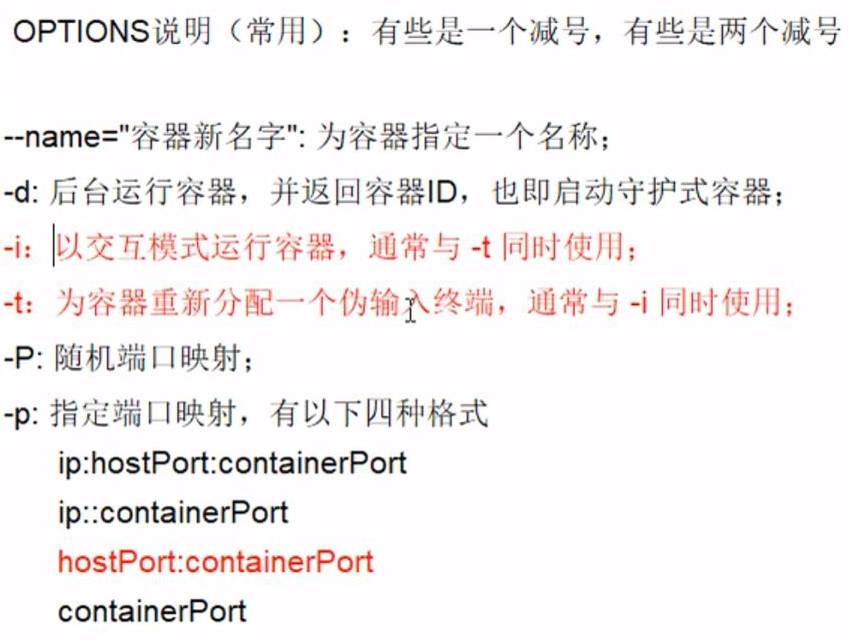 OPTIONS说明（常用）：有些是一个减号，有些是两个减号
--name="容器新名字": 为容器指定一个名称；
-d: 后台运行容器，并返回容器ID，也即启动守护式容器；
-i：以交互模式运行容器，通常与 -t 同时使用；
-t：为容器重新分配一个伪输入终端，通常与 -i 同时使用；
-P: 随机端口映射；
-p: 指定端口映射，有以下四种格式
ip:hostPort:containerPort
ip::containerPort
hostPort:containerPort
containerPort